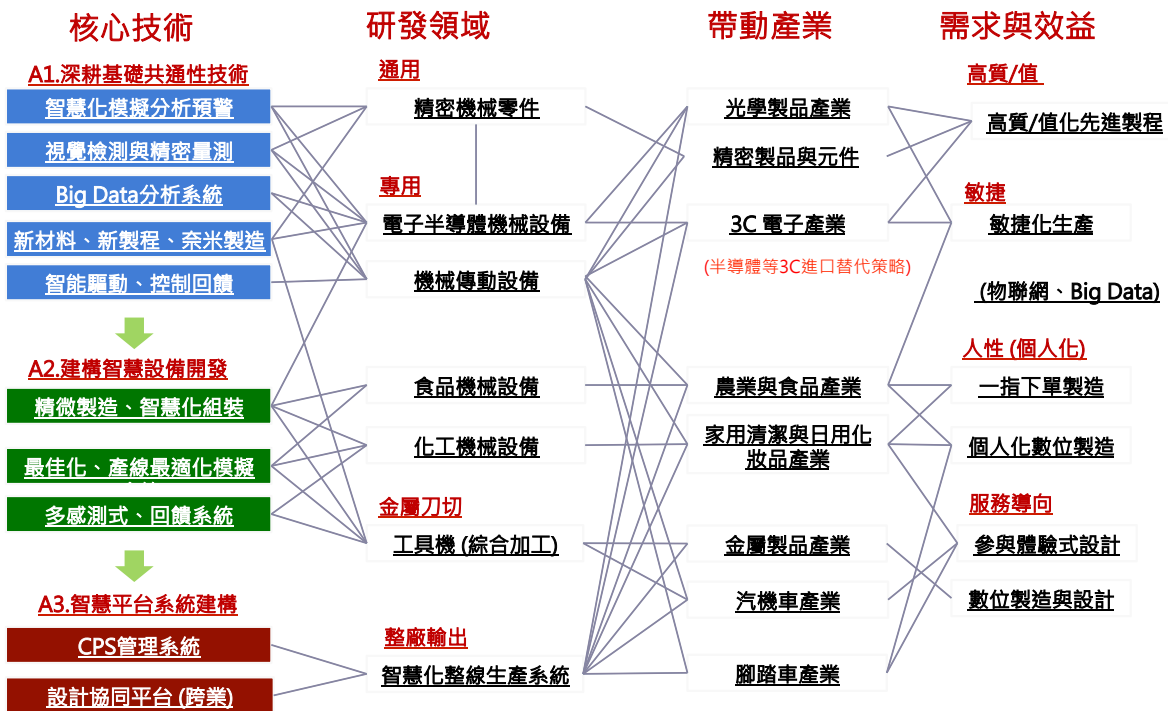 核心技術
研發領域
帶動產業
需求與效益
A1.深耕基礎共通性技術
智慧化模擬分析預警
視覺檢測與精密量測
Big Data分析系統
新材料、新製程、奈米製造
智能驅動、控制回饋
A2.建構智慧設備開發
精微製造、智慧化組裝
最佳化、產線最適化模擬
多感測式、回饋系統
A3.智慧平台系統建構
CPS管理系統
設計協同平台 (跨業)
通用
精密機械零件
專用
電子半導體機械設備
機械傳動設備
食品機械設備
化工機械設備
金屬刀切
工具機 (綜合加工)
整廠輸出
智慧化整線生產系統
光學製品產業
精密製品與元件
3C 電子產業
(半導體等3C進口替代策略)
農業與食品產業
家用清潔與日用化
妝品產業
金屬製品產業
汽機車產業
腳踏車產業
高質/值
高質/值化先進製程
敏捷
敏捷化生產
(物聯網、Big Data)
人性 (個人化)
一指下單製造
個人化數位製造
服務導向
參與體驗式設計
數位製造與設計